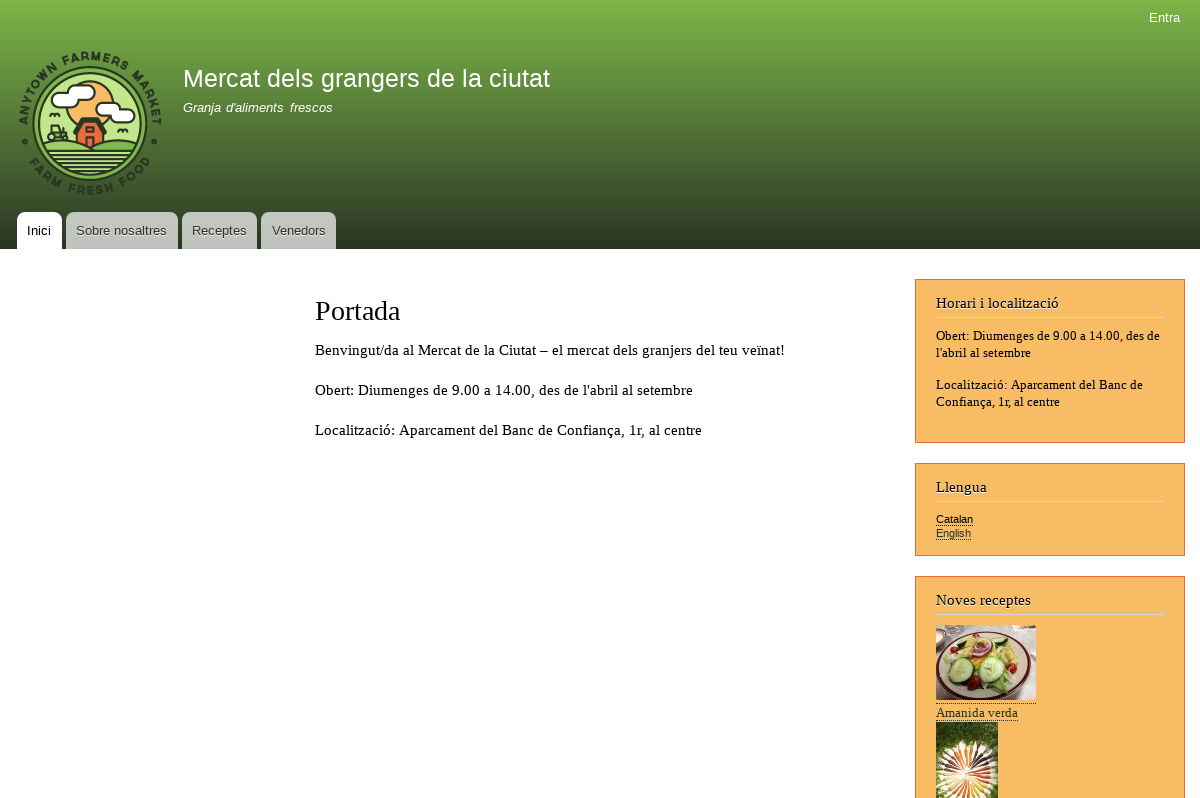 Entra
ANYTOWN FARMERS MARKET
FARM FRESH FOOD
Mercat dels grangers de la ciutat
Granja d'aliments frescos
Inici
Sobre nosaltres
Receptes
Venedors
Portada
Benvingut/da al Mercat de la Ciutat – el mercat dels granjers del teu veïnat!
Obert: Diumenges de 9.00 a 14.00, des de l'abril al setembre
Localització: Aparcament del Banc de Confiança, 1r, al centre
Horari i localització
Obert: Diumenges de 9.00 a 14.00, des de
l'abril al setembre
Localització: Aparcament del Banc de
Confiança, 1r, al centre
Llengua
Catalan
English
Noves receptes
Amanida verda